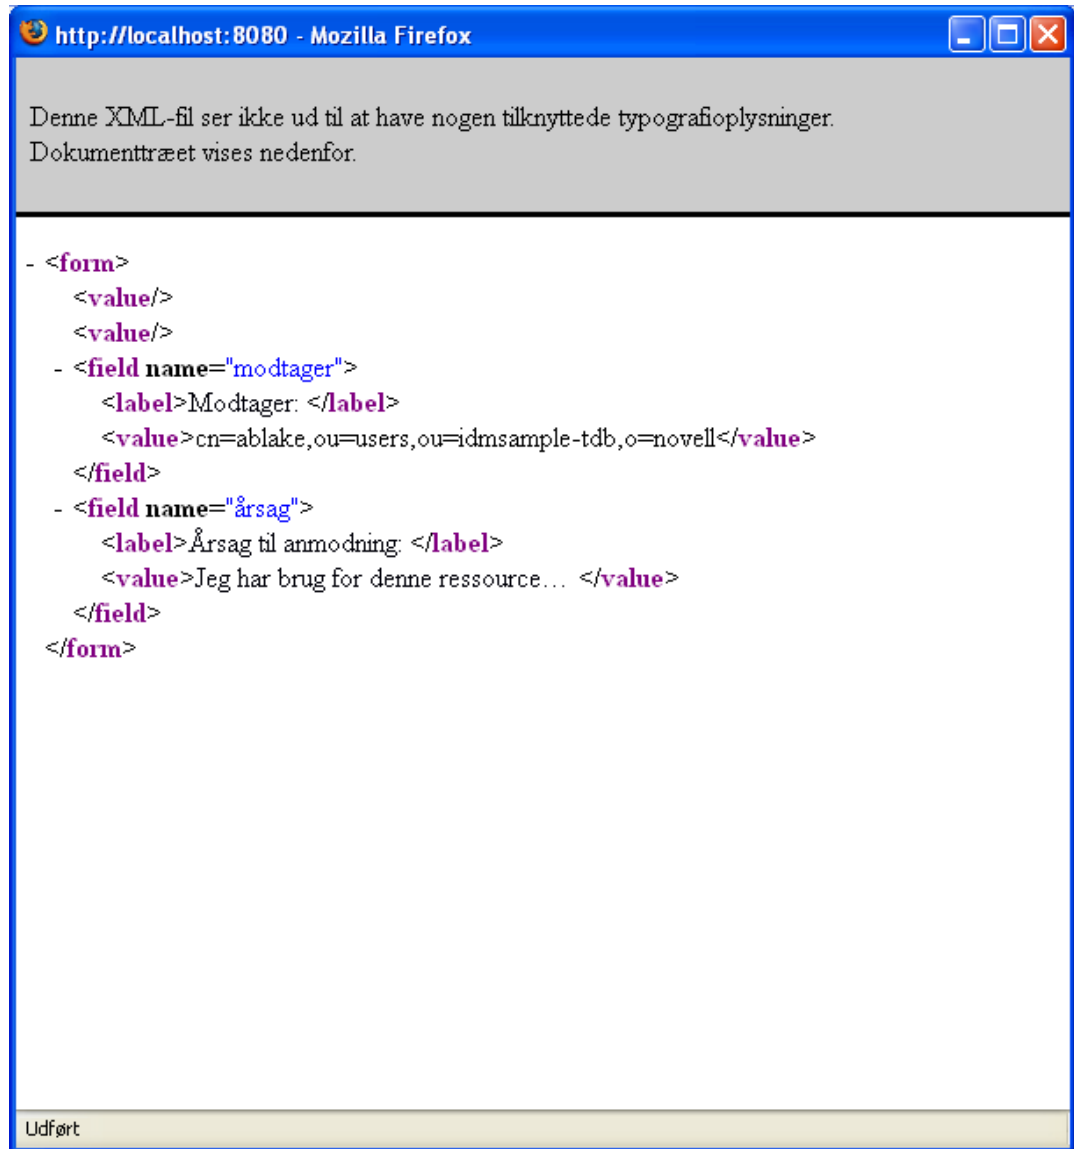 http://localhost:8080 - Mozilla Firefox
Denne XML-fil ser ikke ud til at have nogen tilknyttede typografioplysninger.
Dokumenttræet vises nedenfor.
- <form>
<value/>
<value/>
- <field name="modtager">
<label>Modtager: </label>
<value>cn=ablake,ou=users,ou=idmsample-tdb,o=novell</value>
</field>
- <field name="årsag">
<label>Årsag til anmodning: </label>
<value>Jeg har brug for denne ressource… </value>
</field>
</form>
Udført